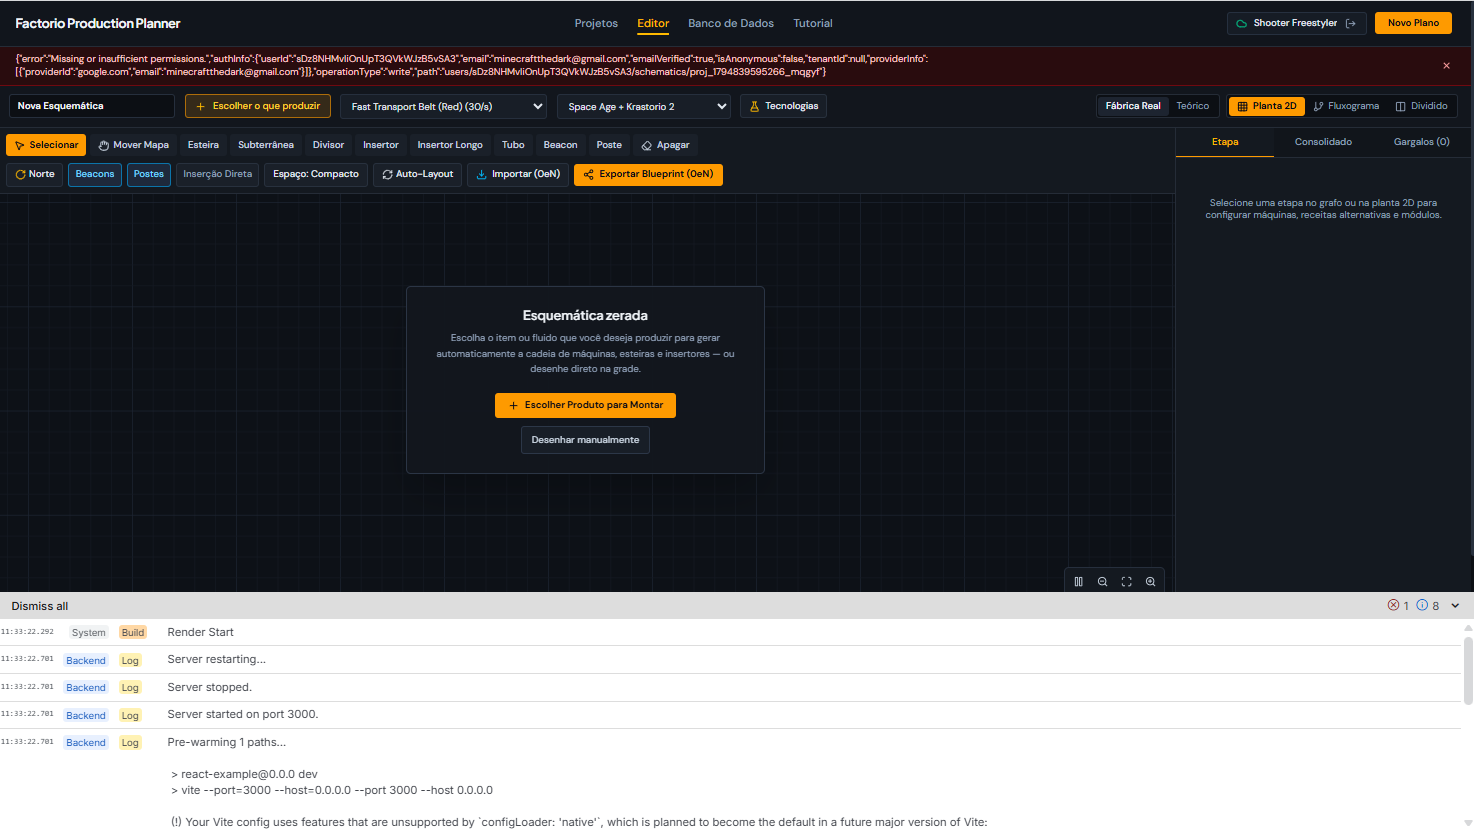 Factorio Production Planner
Projetos Editor Banco de Dados Tutorial
Shooter Freestyler
Novo Plano
{"error":"Missing or insufficient permissions.","authInfo":{"userId":"sDz8NHMvliOnUpT3QVkWJzB5vSA3","email":"minecraftthedark@gmail.com","emailVerified":true,"isAnonymous":false,"tenantId":null,"providerInfo":
[{"providerId":"google.com","email":"minecraftthedark@gmail.com"}]},"operationType":"write","path":"users/sDz8NHMvliOnUpT3QVkWJzB5vSA3/schematics/proj_1794839595266_mqgyf"}
Nova Esquemática
Escolher o que produzir
Fast Transport Belt (Red) (30/s)
Space Age + Krastorio 2
Tecnologias
Fábrica Real Teórico
Planta 2D Fluxograma Dividido
Selecionar Mover Mapa Esteira Subterrânea Divisor Insertor Insertor Longo Tubo Beacon Poste Apagar
Norte Beacons Postes Inserção Direta Espaço: Compacto Auto-Layout Importar (0eN) Exportar Blueprint (0eN)
Etapa Consolidado Gargalos (0)
Selecione uma etapa no grafo ou na planta 2D para
configurar máquinas, receitas alternativas e módulos.
Esquemática zerada
Escolha o item ou fluido que você deseja produzir para gerar
automaticamente a cadeia de máquinas, esteiras e insertores — ou
desenhe direto na grade.
+ Escolher Produto para Montar
Desenhar manualmente
Dismiss all
1 8
11:33:22.292 System Build Render Start
11:33:22.701 Backend Log Server restarting...
11:33:22.701 Backend Log Server stopped.
11:33:22.701 Backend Log Server started on port 3000.
11:33:22.701 Backend Log Pre-warming 1 paths...
> react-example@0.0.0 dev
> vite --port=3000 --host=0.0.0.0 --port 3000 --host 0.0.0.0
(!) Your Vite config uses features that are unsupported by `configLoader: 'native'`, which is planned to become the default in a future major version of Vite: